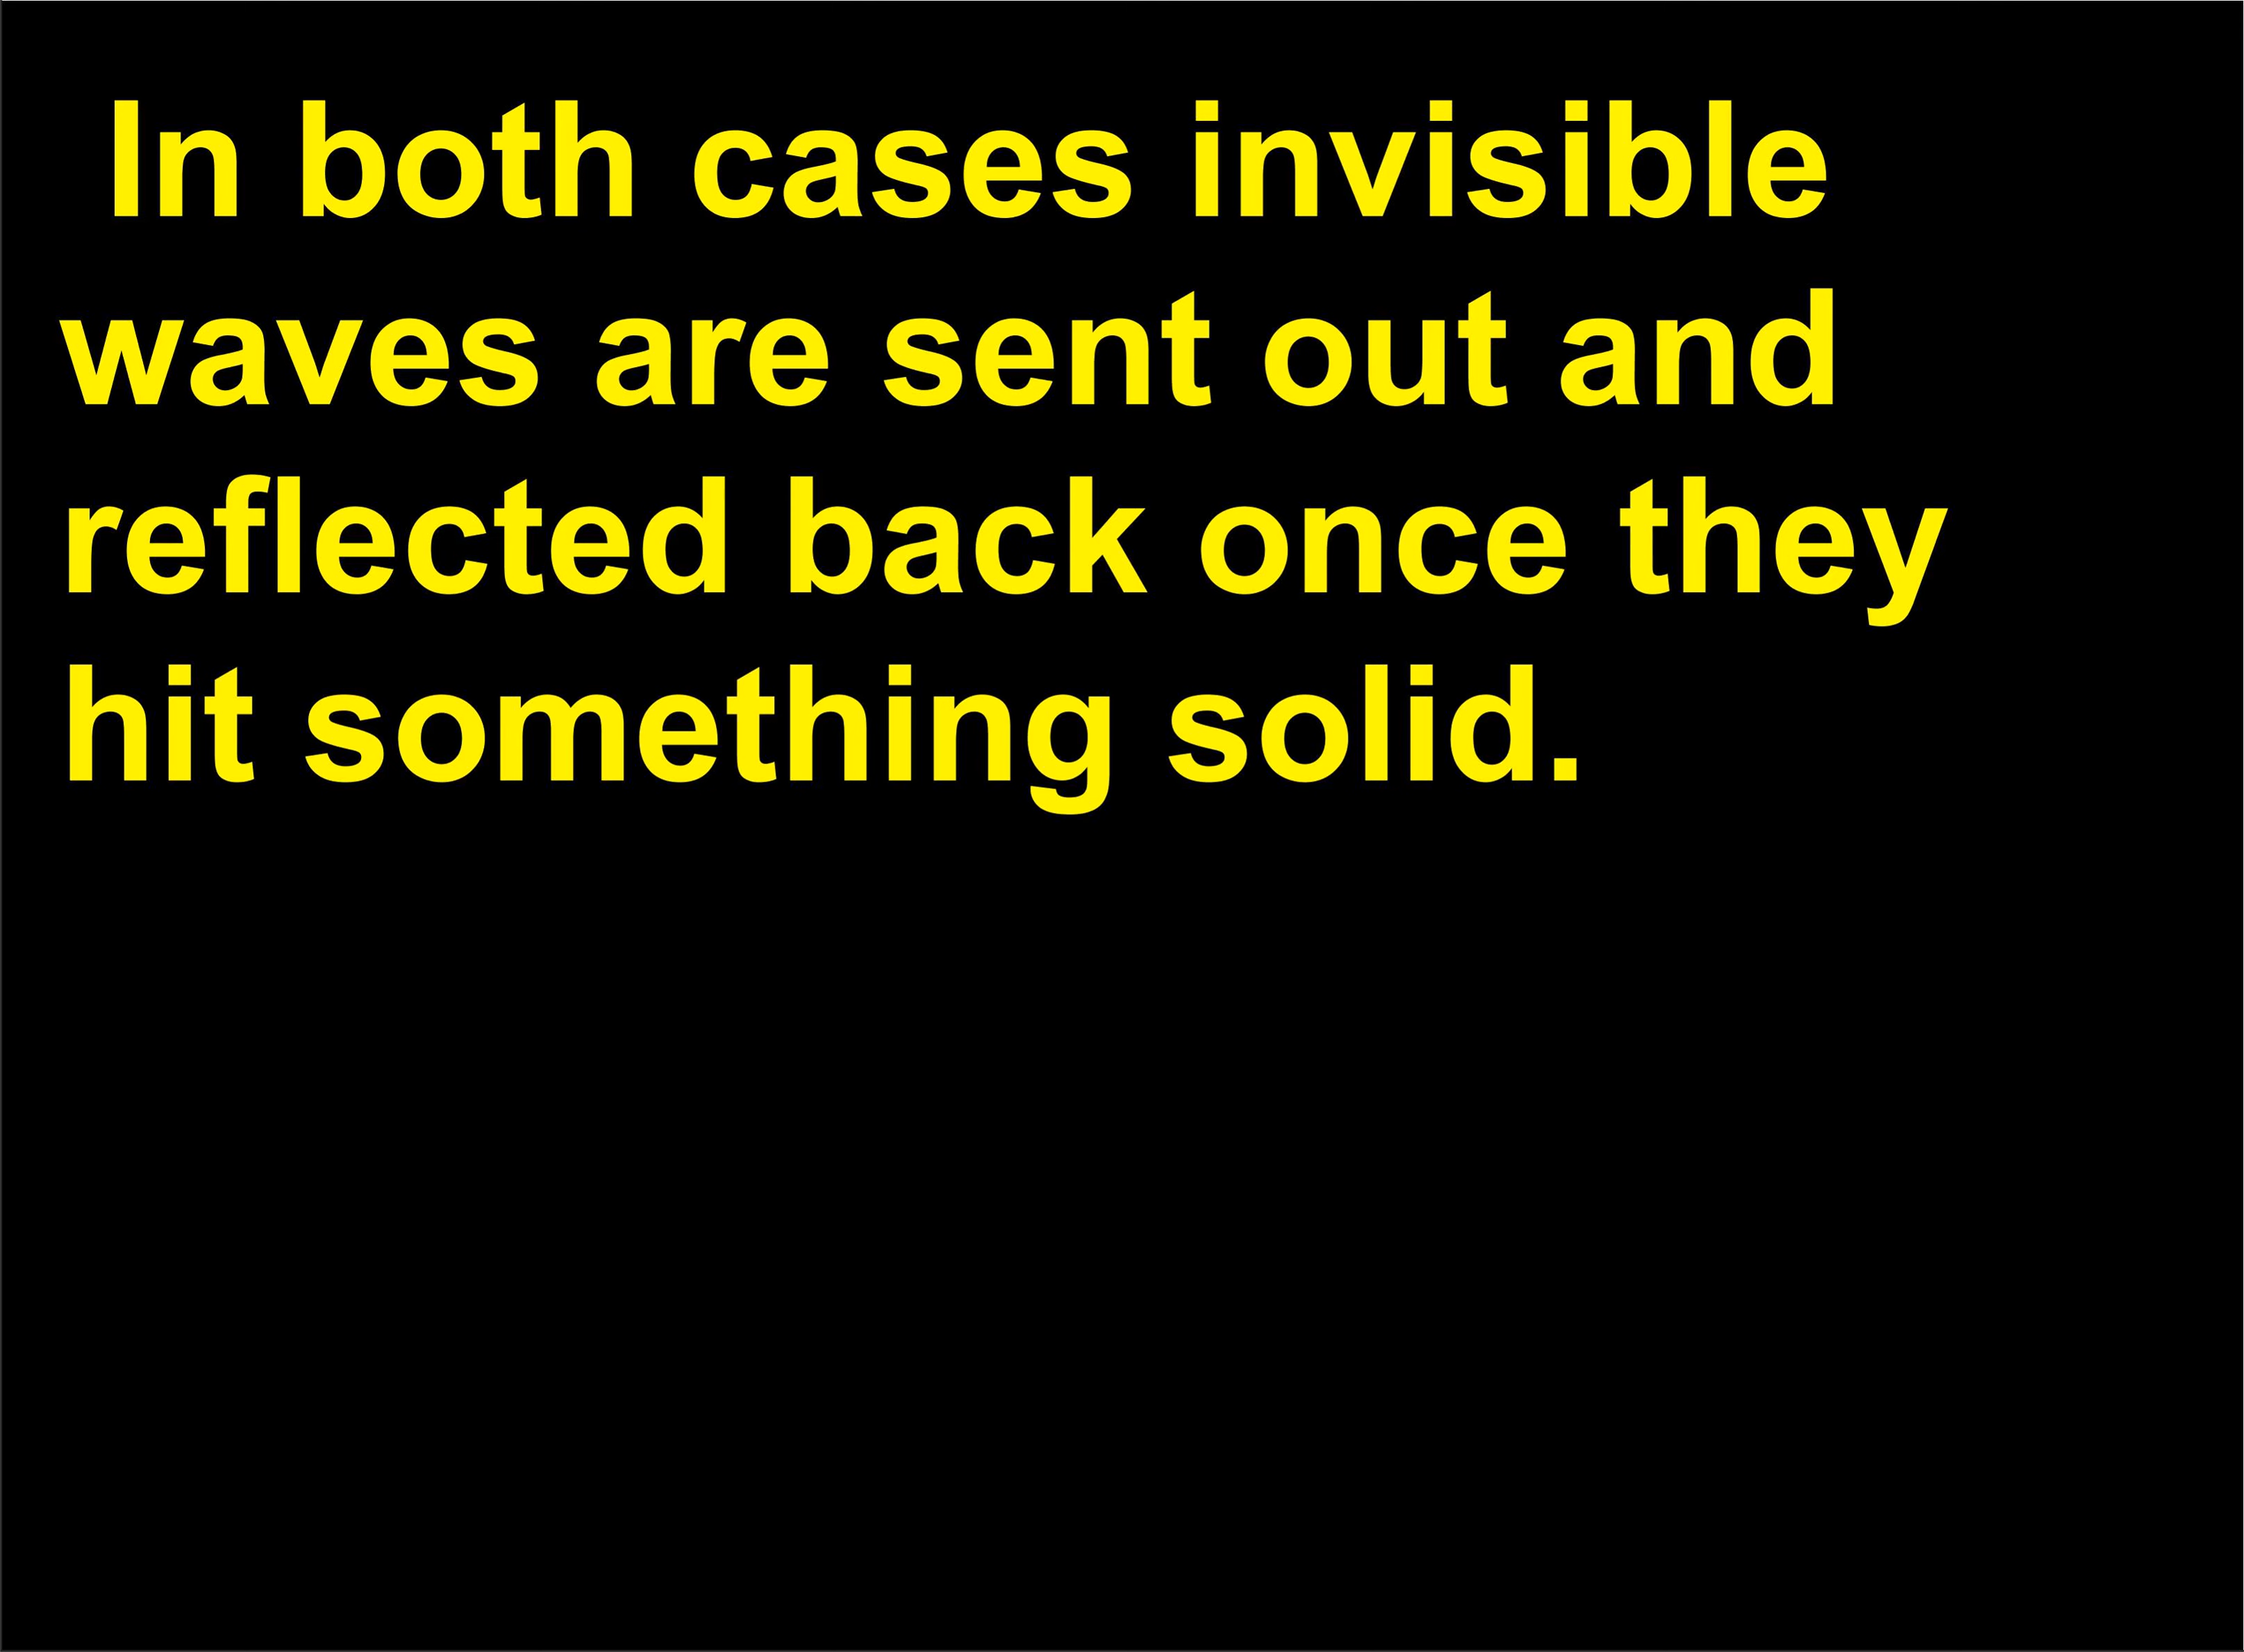 In both cases invisible
waves are sent out and
reflected back once they
hit something solid.